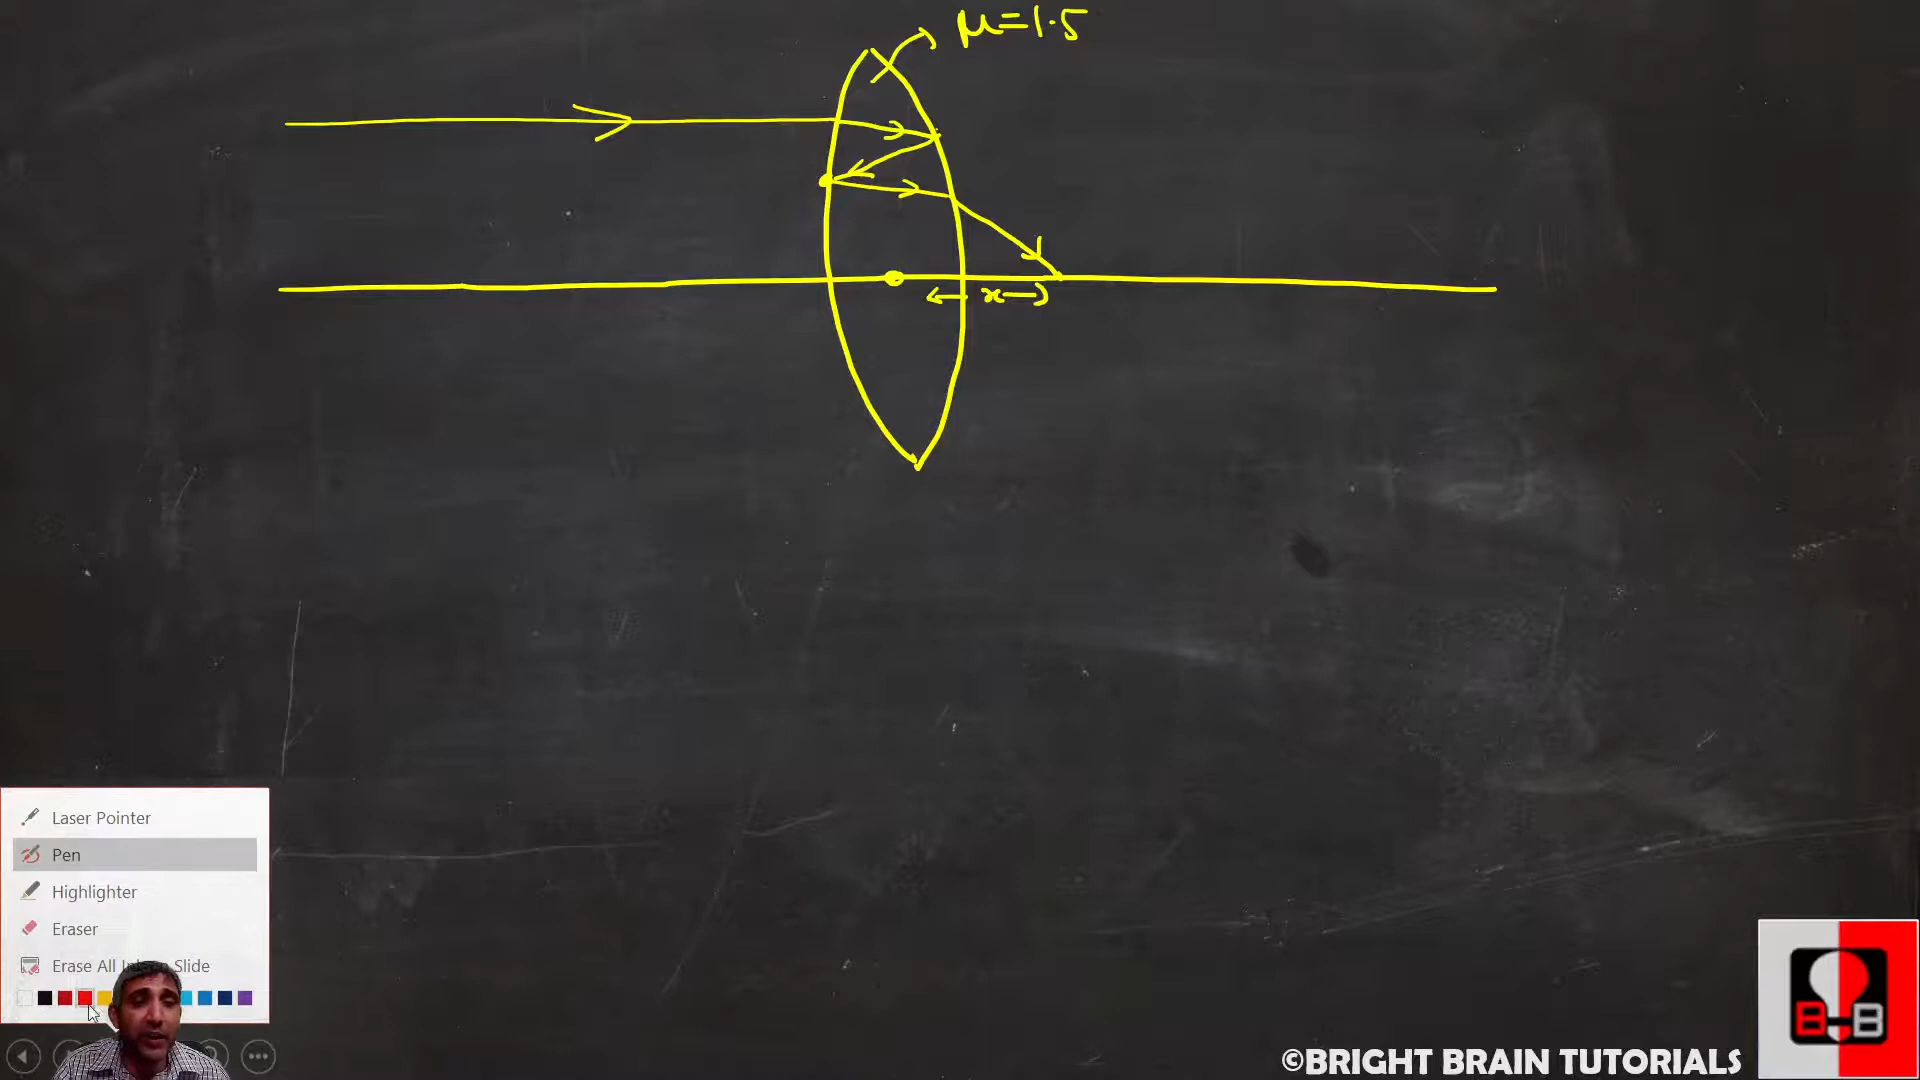 μ=1.5
x
Laser Pointer
Pen
Highlighter
Eraser
Erase All Slide
B B
©BRIGHT BRAIN TUTORIALS